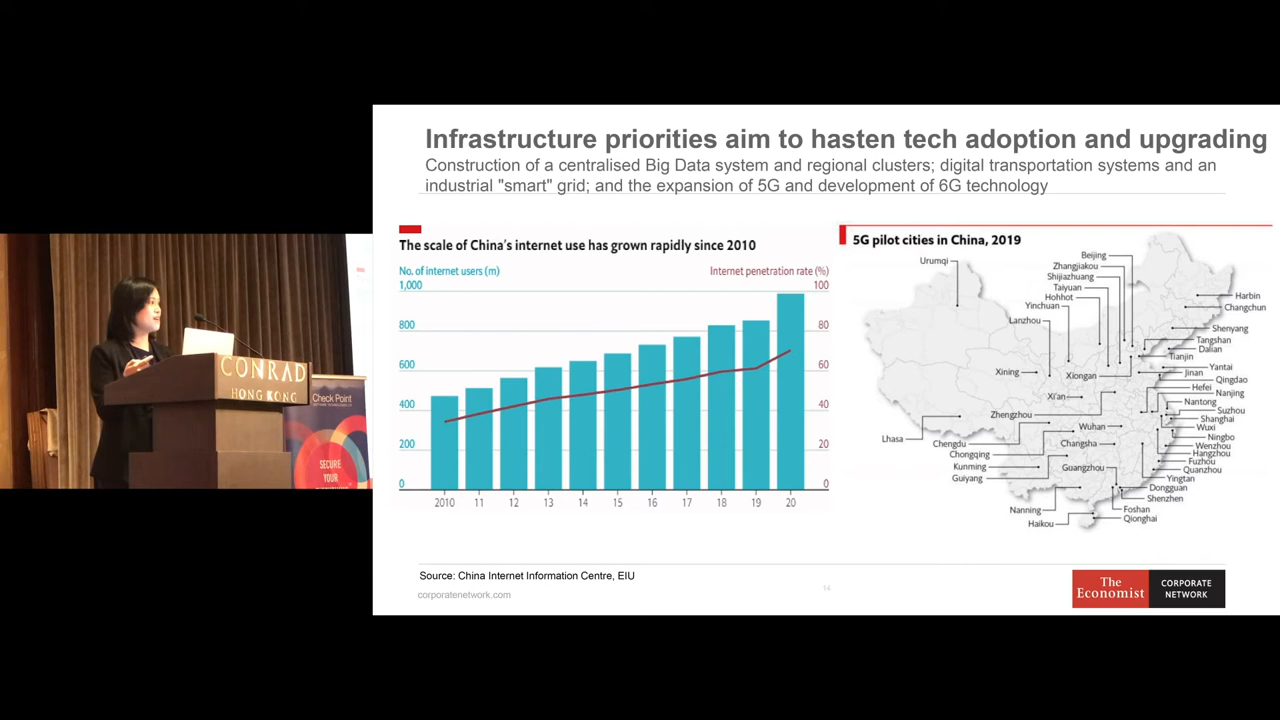 Infrastructure priorities aim to hasten tech adoption and upgrading
Construction of a centralised Big Data system and regional clusters; digital transportation systems and an
industrial "smart" grid; and the expansion of 5G and development of 6G technology
The scale of China's internet use has grown rapidly since 2010
No. of internet users (m)
Internet penetration rate (%)
1,000
800
600
400
200
0
100
80
60
40
20
0
2010 11 12 13 14 15 16 17 18 19 20
5G pilot cities in China, 2019
Urumqi
Beijing
Zhangjiakou
Shijiazhuang
Taiyuan
Hohhot
Yinchuan
Lanzhou
Xining
Xiongan
Xi'an
Zhengzhou
Wuhan
Lhasa
Chengdu
Changsha
Chongqing
Kunming
Guangzhou
Guiyang
Nanning
Haikou
Harbin
Changchun
Shenyang
Tangshan
Dalian
Tianjin
Yantai
Jinan
Qingdao
Hefei
Nanjing
Nantong
Suzhou
Shanghai
Wuxi
Ningbo
Wenzhou
Hangzhou
Fuzhou
Quanzhou
Yingtan
Dongguan
Shenzhen
Foshan
Qionghai
Source: China Internet Information Centre, EIU
corporatenetwork.com
14
The
Economist
CORPORATE
NETWORK
CONRAD
HONG KONG
Check Point
SECURE
YOUR